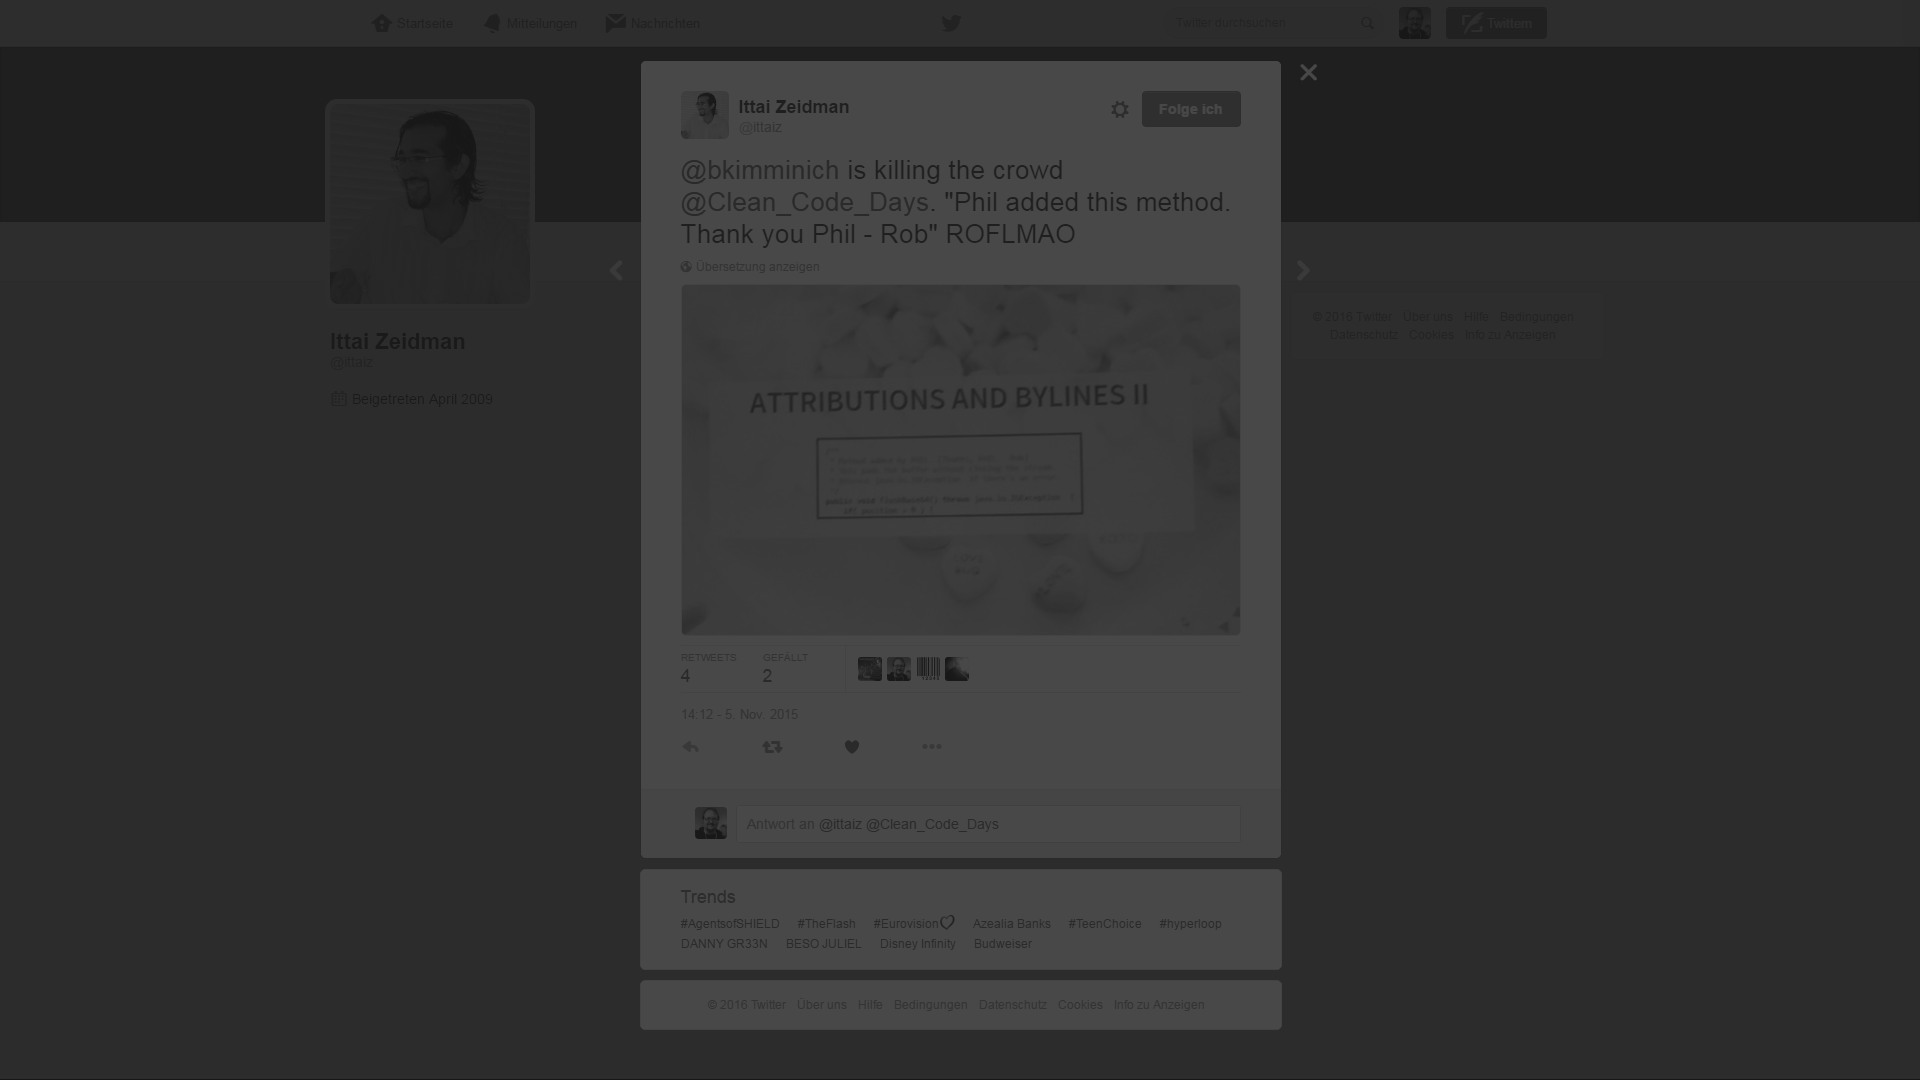 Startseite Mitteilungen Nachrichten Twitter durchsuchen Twittern
Ittai Zeidman
@ittaiz
Folge ich
@bkimminich is killing the crowd
@Clean_Code_Days. "Phil added this method.
Thank you Phil - Rob" ROFLMAO
Übersetzung anzeigen
Ittai Zeidman
@ittaiz
Beigetreten April 2009
© 2016 Twitter Über uns Hilfe Bedingungen
Datenschutz Cookies Info zu Anzeigen
ATTRIBUTIONS AND BYLINES II
public void
RETWEETS GEFÄLLT
4 2
14:12 - 5. Nov. 2015
Antwort an @ittaiz @Clean_Code_Days
Trends
#AgentsofSHIELD #TheFlash #Eurovision Azealia Banks #TeenChoice #hyperloop
DANNY GR33N BESO JULIEL Disney Infinity Budweiser
© 2016 Twitter Über uns Hilfe Bedingungen Datenschutz Cookies Info zu Anzeigen